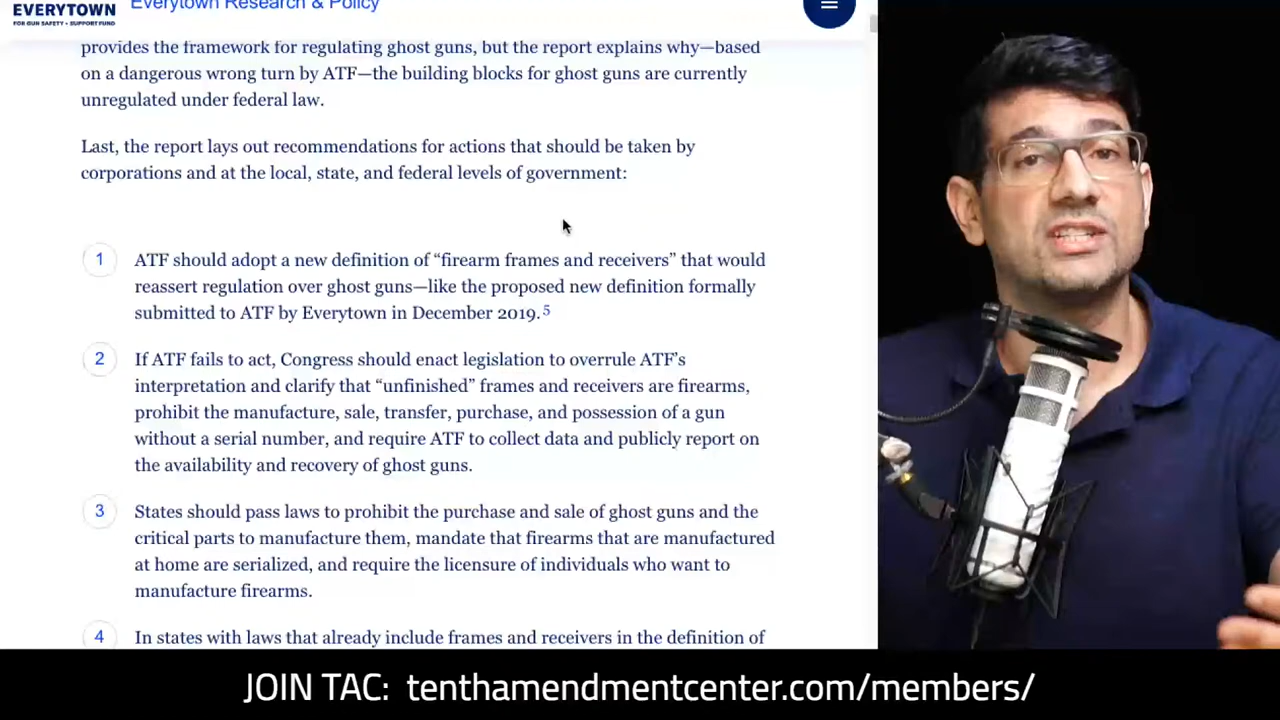 EVERYTOWN
FOR GUN SAFETY • SUPPORT FUND
Everytown Research & Policy
provides the framework for regulating ghost guns, but the report explains why—based
on a dangerous wrong turn by ATF—the building blocks for ghost guns are currently
unregulated under federal law.
Last, the report lays out recommendations for actions that should be taken by
corporations and at the local, state, and federal levels of government:
1 ATF should adopt a new definition of “firearm frames and receivers” that would
reassert regulation over ghost guns—like the proposed new definition formally
submitted to ATF by Everytown in December 2019.5
2 If ATF fails to act, Congress should enact legislation to overrule ATF’s
interpretation and clarify that “unfinished” frames and receivers are firearms,
prohibit the manufacture, sale, transfer, purchase, and possession of a gun
without a serial number, and require ATF to collect data and publicly report on
the availability and recovery of ghost guns.
3 States should pass laws to prohibit the purchase and sale of ghost guns and the
critical parts to manufacture them, mandate that firearms that are manufactured
at home are serialized, and require the licensure of individuals who want to
manufacture firearms.
4 In states with laws that already include frames and receivers in the definition of
JOIN TAC: tenthamendmentcenter.com/members/